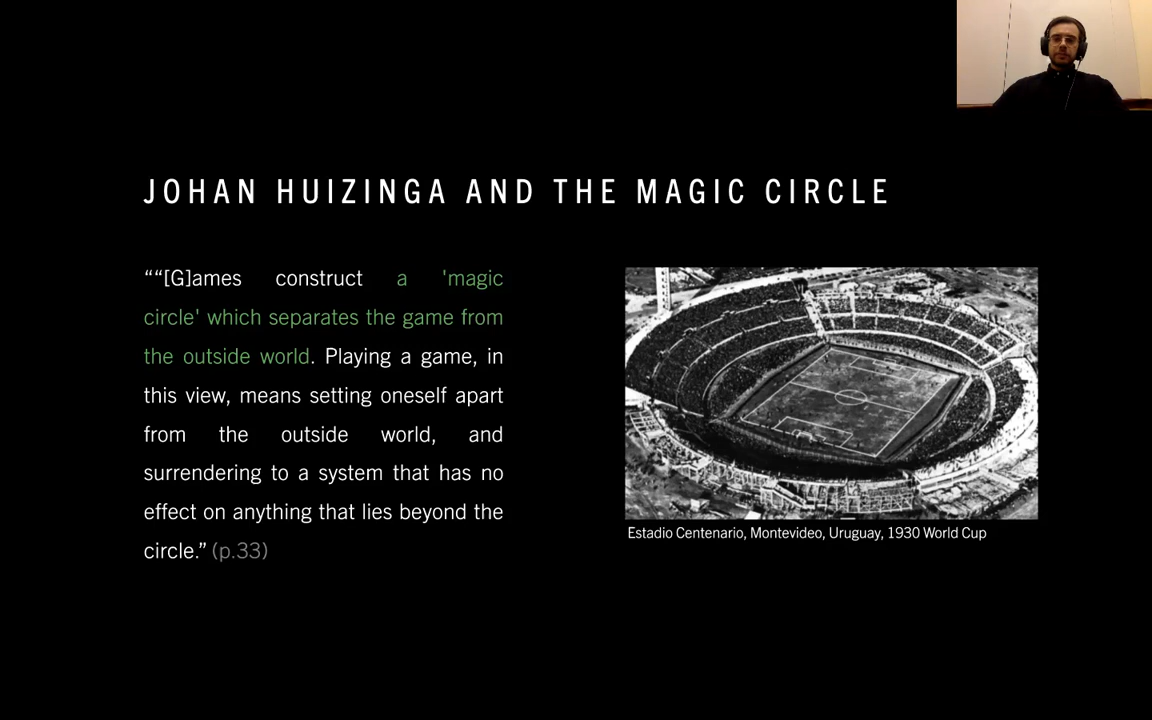 JOHAN HUIZINGA AND THE MAGIC CIRCLE
““[G]ames construct a 'magic
circle' which separates the game from
the outside world. Playing a game, in
this view, means setting oneself apart
from the outside world, and
surrendering to a system that has no
effect on anything that lies beyond the
circle.” (p.33)
Estadio Centenario, Montevideo, Uruguay, 1930 World Cup